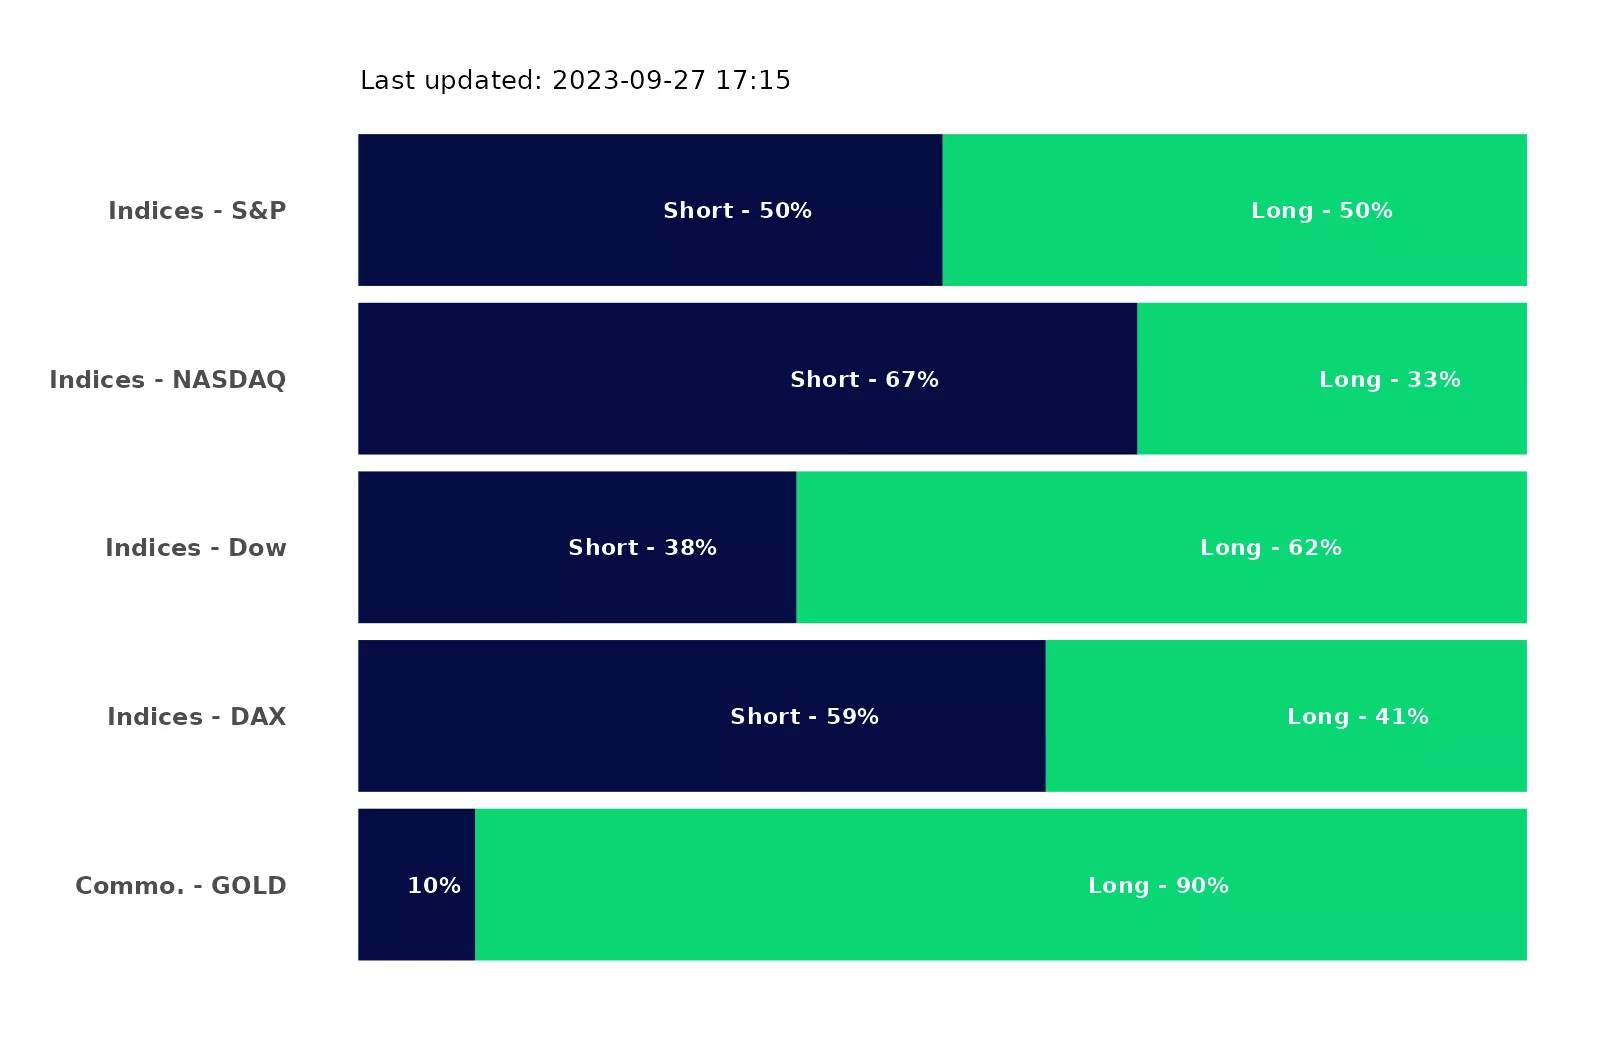 Last updated: 2023-09-27 17:15
Indices - S&P Short - 50% Long - 50%
Indices - NASDAQ Short - 67% Long - 33%
Indices - Dow Short - 38% Long - 62%
Indices - DAX Short - 59% Long - 41%
Commo. - GOLD 10% Long - 90%